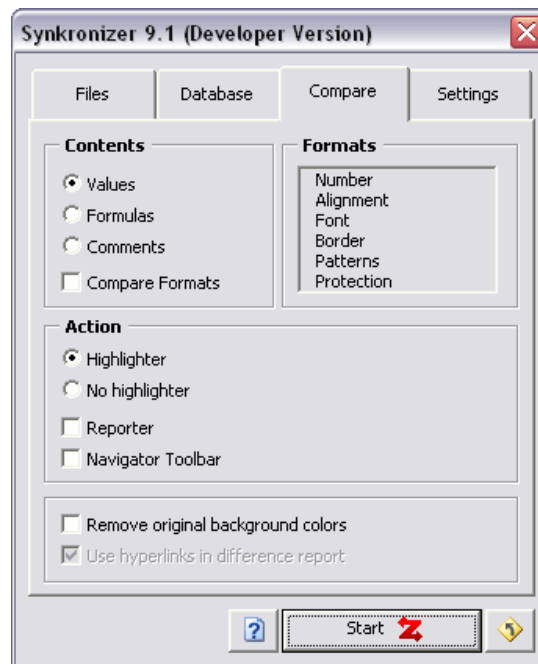 Synkronizer 9.1 (Developer Version)
Files Database Compare Settings
Contents
Values
Formulas
Comments
Compare Formats
Formats
Number
Alignment
Font
Border
Patterns
Protection
Action
Highlighter
No highlighter
Reporter
Navigator Toolbar
Remove original background colors
Use hyperlinks in difference report
Start